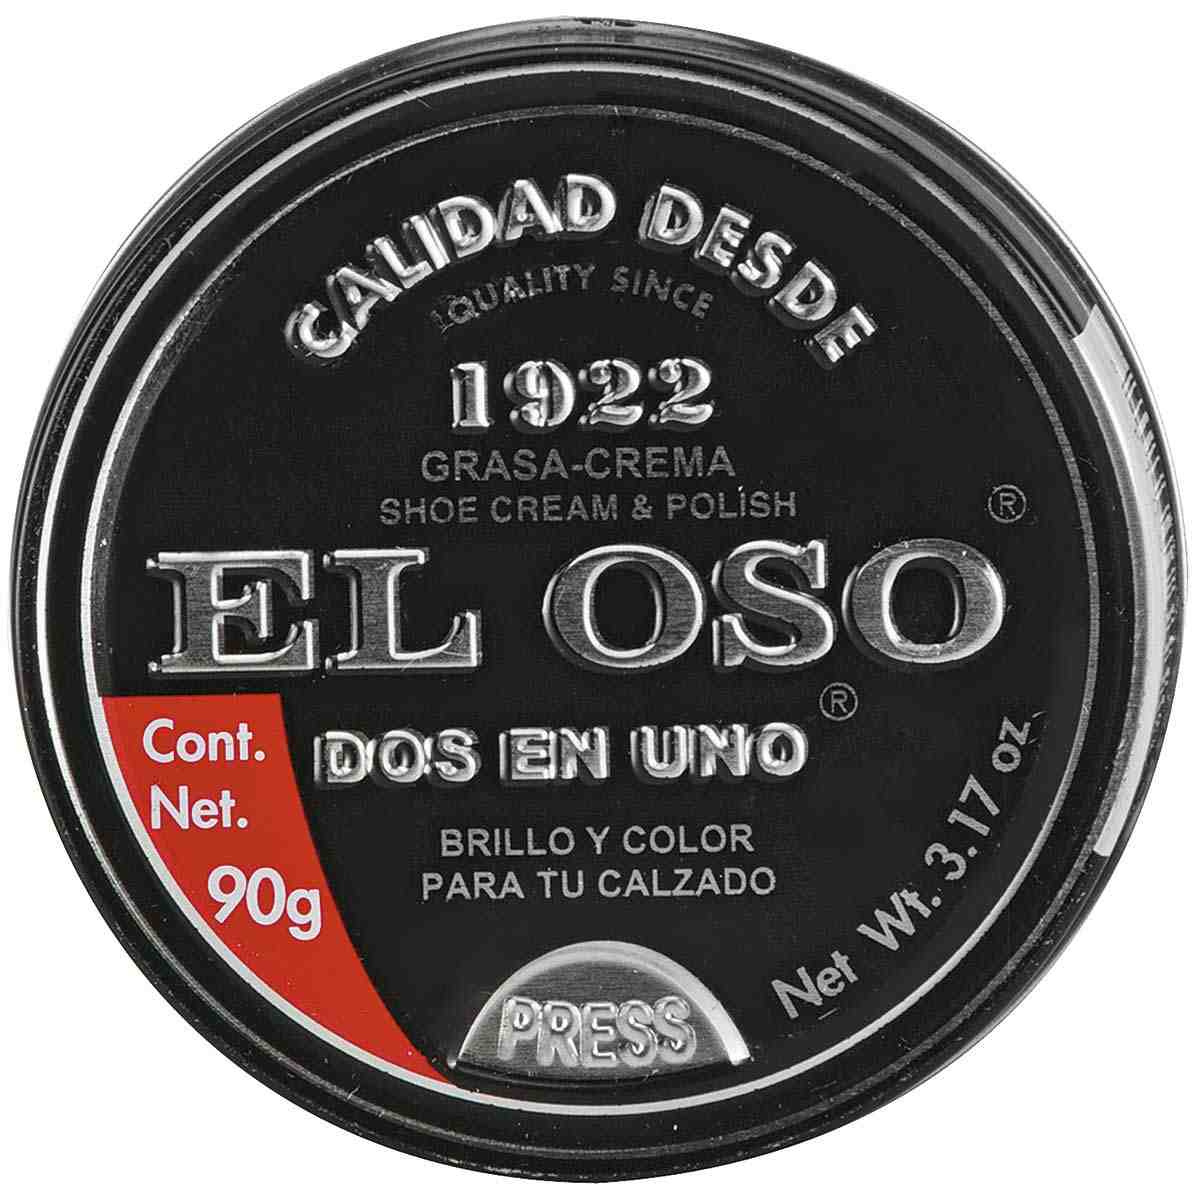 CALIDAD DESDE
QUALITY SINCE
1922
GRASA-CREMA
SHOE CREAM & POLISH
®
EL OSO
®
DOS EN UNO
Cont.
Net.
90g
BRILLO Y COLOR
PARA TU CALZADO
Net Wt. 3.17 oz
PRESS